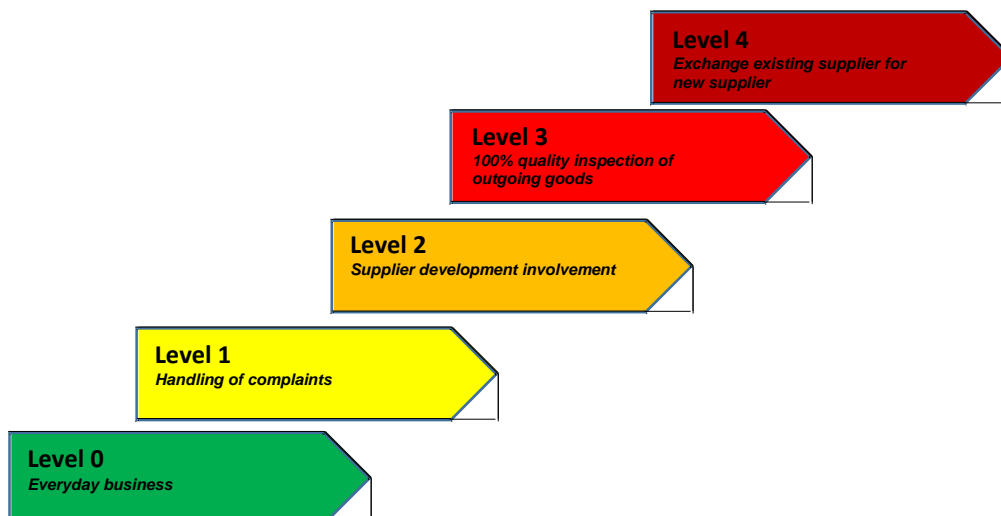 Level 4
Exchange existing supplier for
new supplier
Level 3
100% quality inspection of
outgoing goods
Level 2
Supplier development involvement
Level 1
Handling of complaints
Level 0
Everyday business